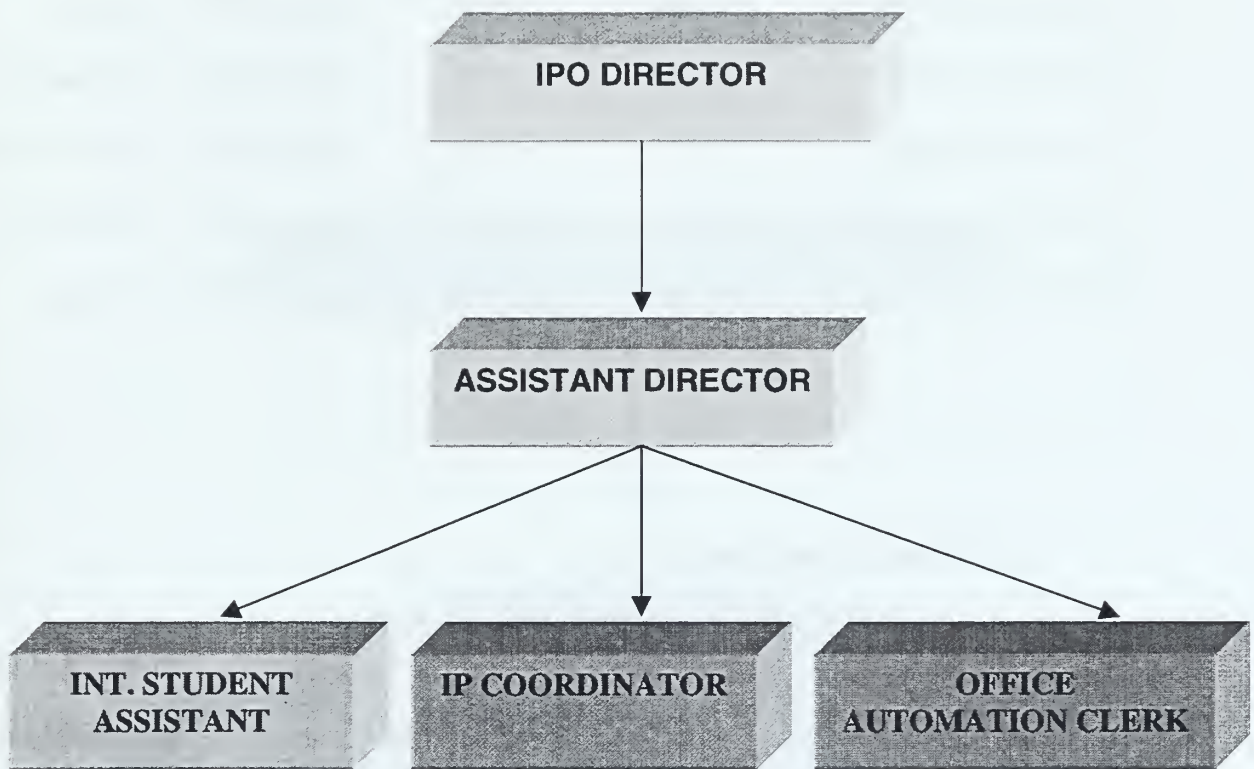 IPO DIRECTOR
ASSISTANT DIRECTOR
INT. STUDENT
ASSISTANT
IP COORDINATOR
OFFICE
AUTOMATION CLERK